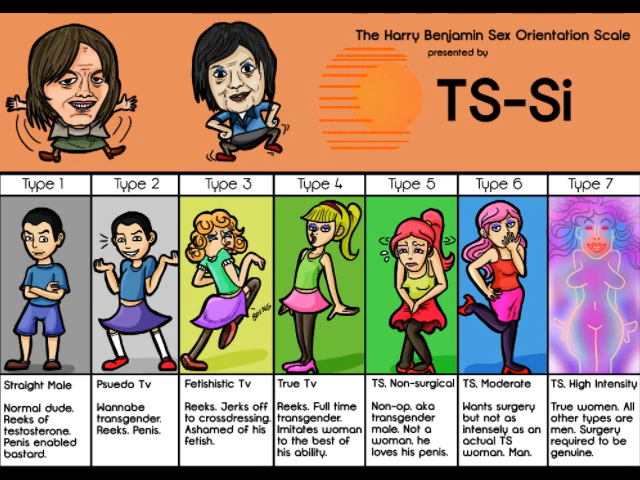 The Harry Benjamin Sex Orientation Scale
presented by
TS-Si
Type 1
Type 2
Type 3
Type 4
Type 5
Type 6
Type 7
BOING
Straight Male
Normal dude.
Reeks of
testosterone.
Penis enabled
bastard.
Psuedo Tv
Wannabe
transgender.
Reeks. Penis.
Fetishistic Tv
Reeks. Jerks off
to crossdressing.
Ashamed of his
fetish.
True Tv
Reeks. Full time
transgender.
Imitates woman
to the best of
his ability.
TS. Non-surgical
Non-op, aka
transgender
male. Not a
woman, he
loves his penis.
TS. Moderate
Wants surgery
but not as
intensely as an
actual TS
woman. Man.
TS. High Intensity
True women. All
other types are
men. Surgery
required to be
genuine.